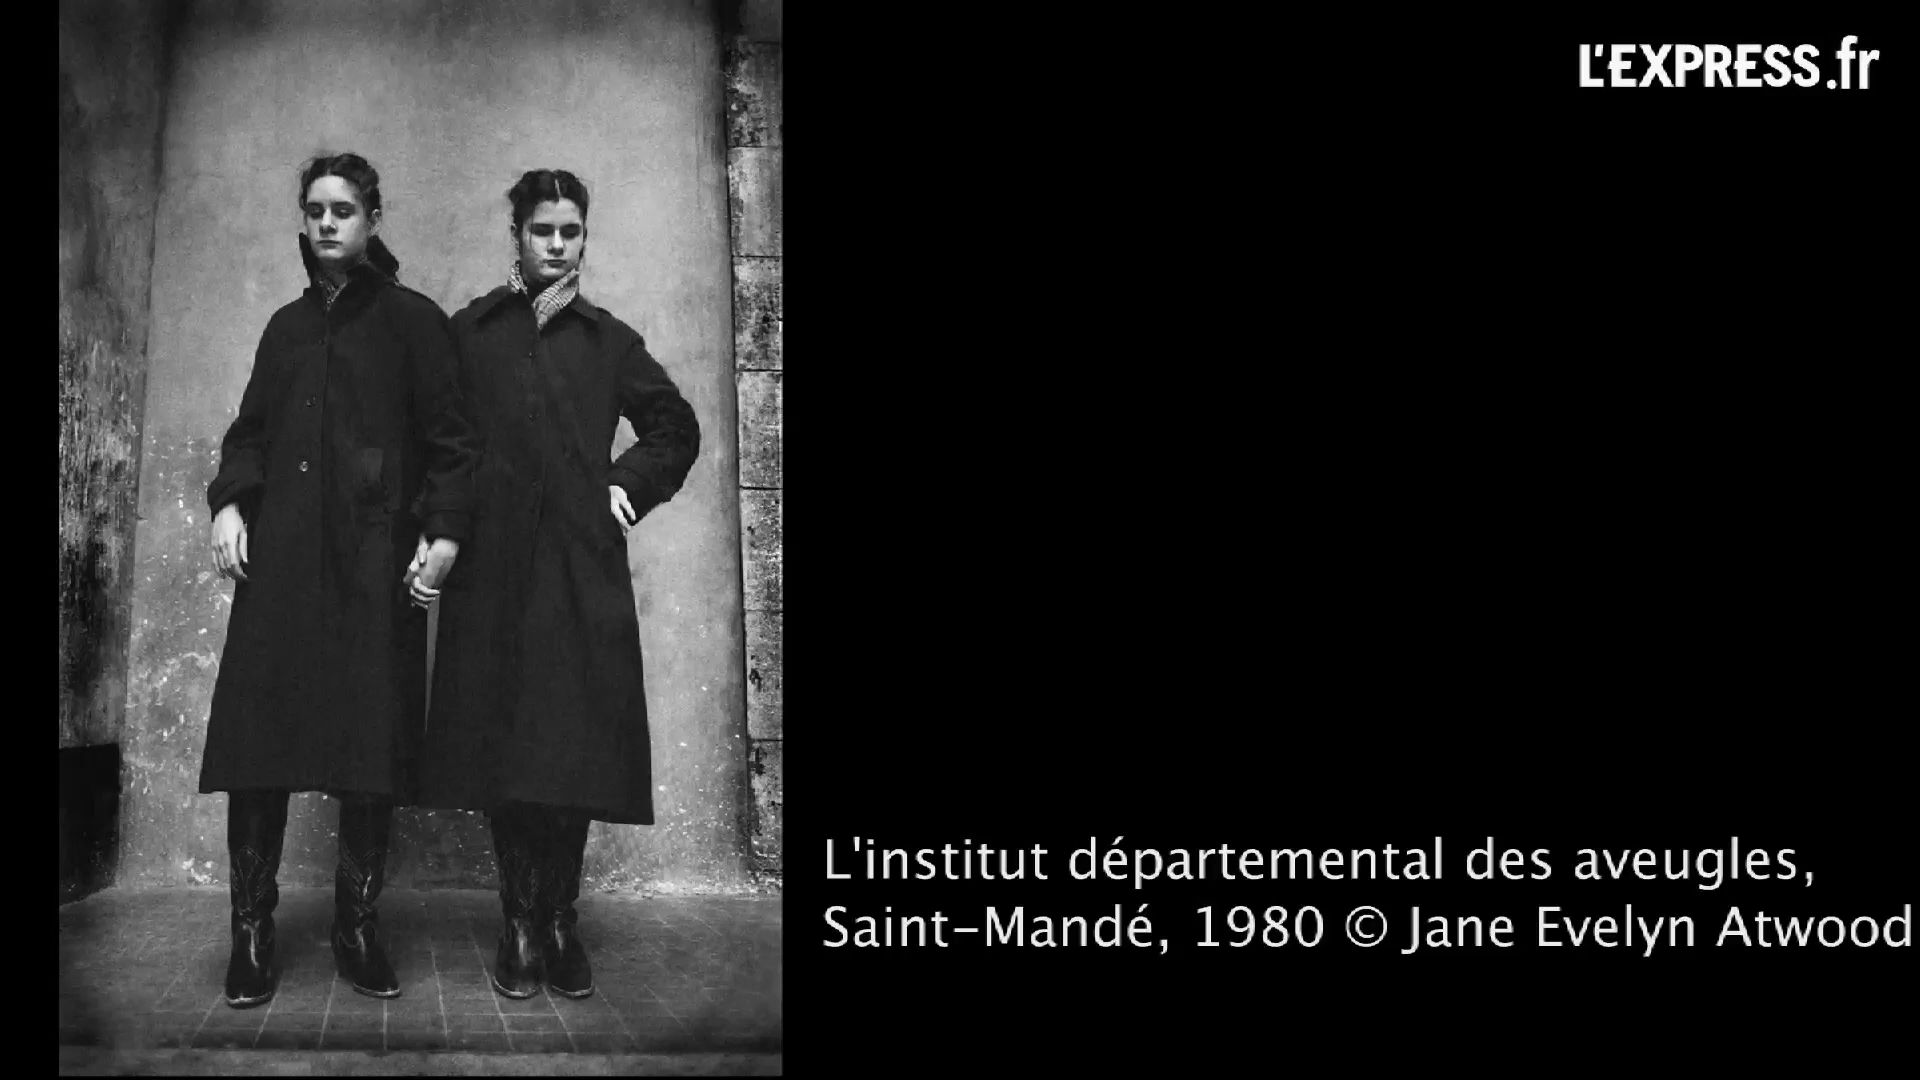 L'EXPRESS.fr
L'institut départemental des aveugles,
Saint-Mandé, 1980 © Jane Evelyn Atwood